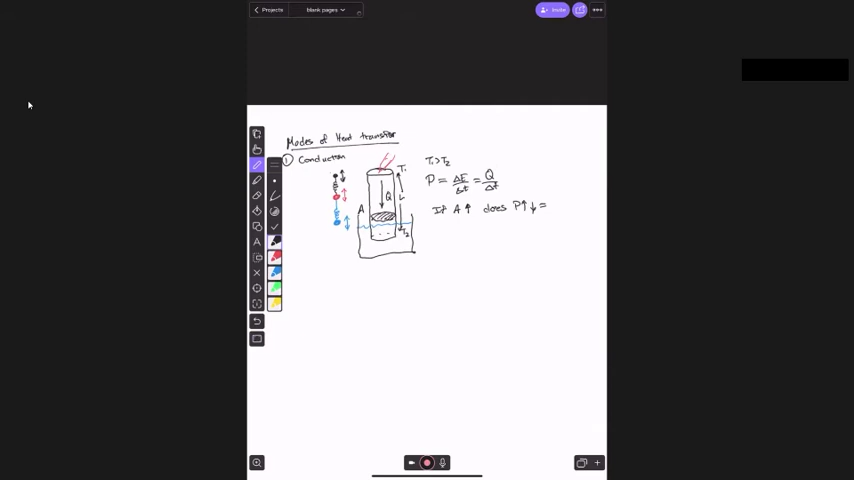 Projects
blank pages
Invite
Modes of Heat transfer
① Conduction
T₁ > T₂
T₁
P = ΔE/Δt = Q/Δt
Q
L
A
If A ↑ does P ↑ ↓ =
T₂